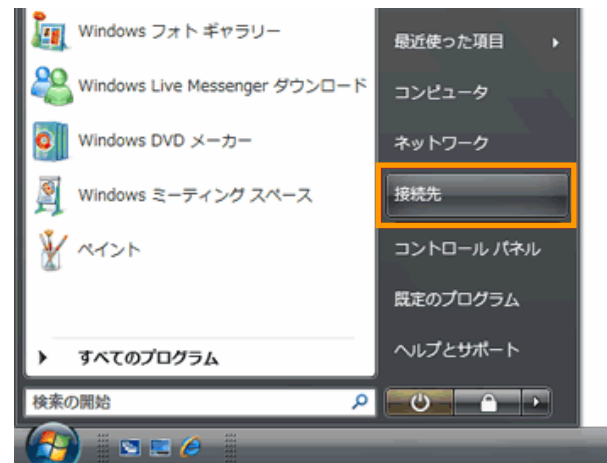 Windows フォト ギャラリー
Windows Live Messenger ダウンロード
Windows DVD メーカー
Windows ミーティング スペース
ペイント
すべてのプログラム
検索の開始
最近使った項目
コンピュータ
ネットワーク
接続先
コントロール パネル
既定のプログラム
ヘルプとサポート